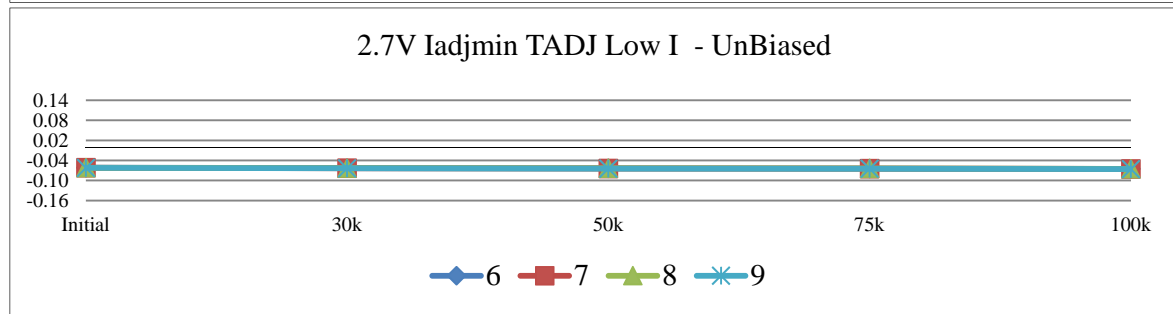 2.7V Iadjmin TADJ Low I - UnBiased
0.14
0.08
0.02
-0.04
-0.10
-0.16
Initial 30k 50k 75k 100k
6 7 8 9